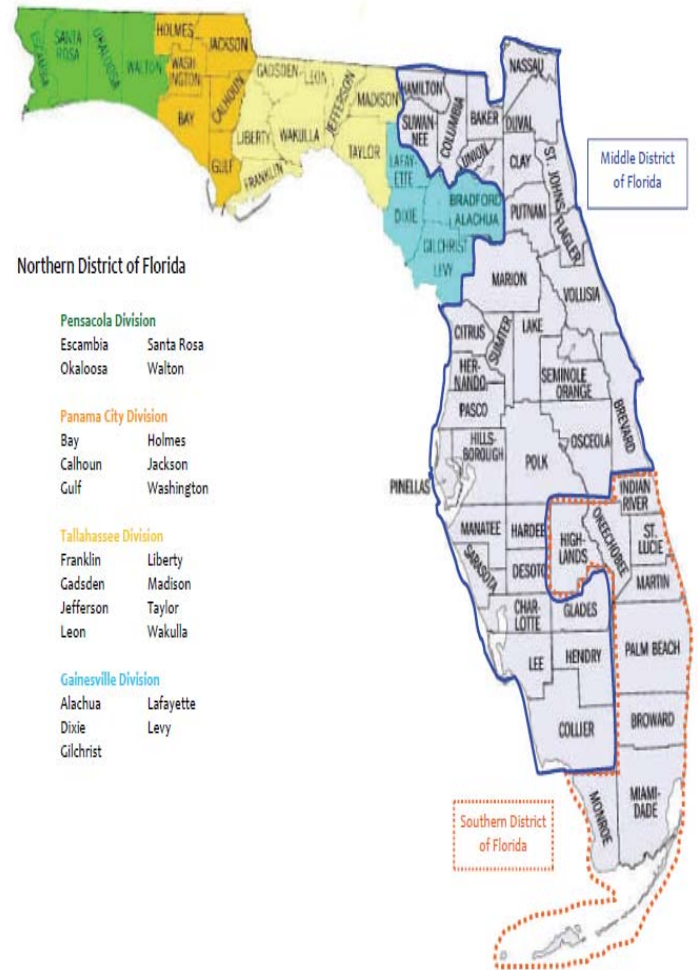 HOLMES
JACKSON
ESCAMBIA
SANTA
ROSA
OKALOOSA
WALTON
WASH
INGTON
BAY
CALHOUN
GULF
GADSDEN
LEON
JEFFERSON
MADISON
LIBERTY
WAKULLA
TAYLOR
FRANKLIN
HAMILTON
SUWAN-
NEE
COLUMBIA
BAKER
NASSAU
DUVAL
UNION
CLAY
ST. JOHNS
LAFAY-
ETTE
BRADFORD
ALACHUA
PUTNAM
FLAGLER
DIXIE
GILCHRIST
LEVY
MARION
VOLUSIA
Middle District
of Florida
Northern District of Florida
Pensacola Division
Escambia Santa Rosa
Okaloosa Walton
Panama City Division
Bay Holmes
Calhoun Jackson
Gulf Washington
Tallahassee Division
Franklin Liberty
Gadsden Madison
Jefferson Taylor
Leon Wakulla
Gainesville Division
Alachua Lafayette
Dixie Levy
Gilchrist
CITRUS
SUMTER
LAKE
HER-
NANDO
SEMINOLE
ORANGE
PASCO
BREVARD
HILLS-
BOROUGH
OSCEOLA
POLK
PINELLAS
INDIAN
RIVER
MANATEE
HARDEE
HIGH-
LANDS
OKEECHOBEE
ST.
LUCIE
SARASOTA
DESOTO
MARTIN
CHAR-
LOTTE
GLADES
LEE
HENDRY
PALM BEACH
COLLIER
BROWARD
MONROE
MIAMI-
DADE
Southern District
of Florida